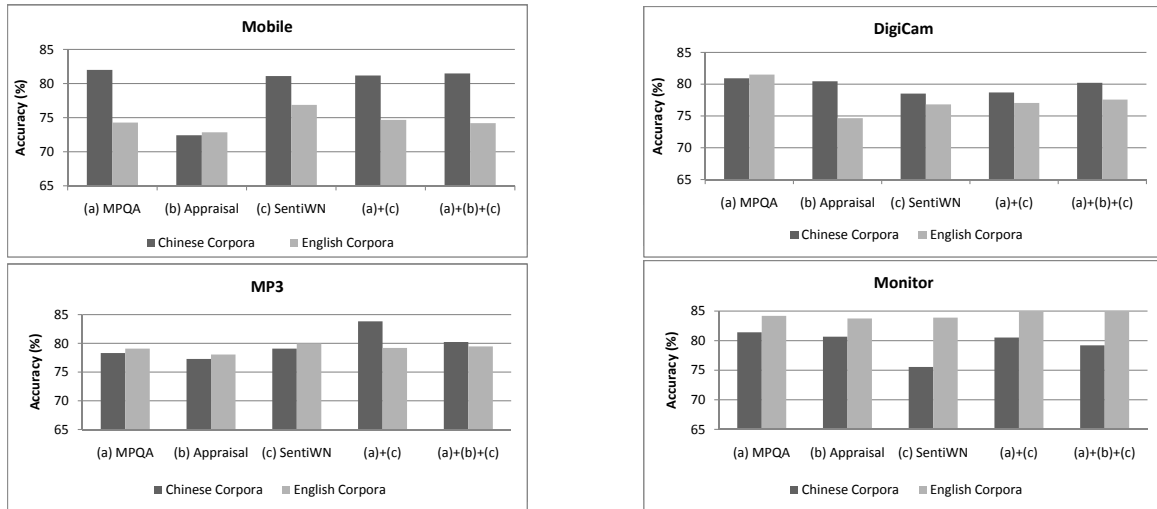 Mobile
85
80
75
70
65
Accuracy (%)
(a) MPQA (b) Appraisal (c) SentiWN (a)+(c) (a)+(b)+(c)
Chinese Corpora English Corpora
DigiCam
85
80
75
70
65
Accuracy (%)
(a) MPQA (b) Appraisal (c) SentiWN (a)+(c) (a)+(b)+(c)
Chinese Corpora English Corpora
MP3
85
80
75
70
65
Accuracy (%)
(a) MPQA (b) Appraisal (c) SentiWN (a)+(c) (a)+(b)+(c)
Chinese Corpora English Corpora
Monitor
85
80
75
70
65
Accuracy (%)
(a) MPQA (b) Appraisal (c) SentiWN (a)+(c) (a)+(b)+(c)
Chinese Corpora English Corpora